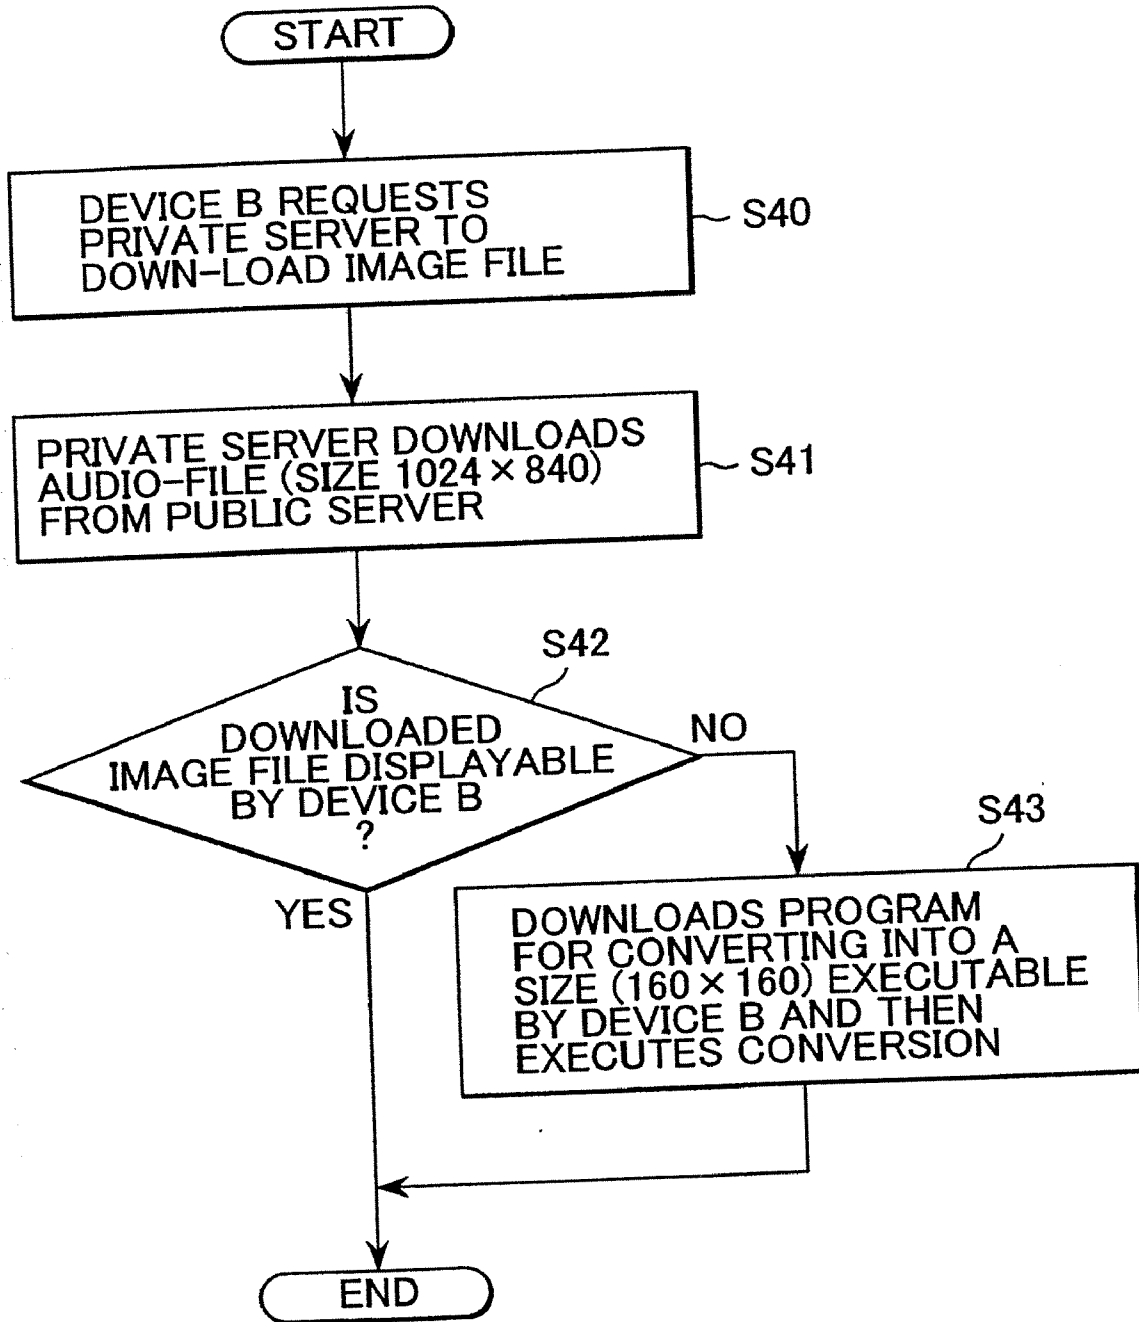 START
DEVICE B REQUESTS
PRIVATE SERVER TO
DOWN-LOAD IMAGE FILE
S40
PRIVATE SERVER DOWNLOADS
AUDIO-FILE (SIZE 1024 × 840)
FROM PUBLIC SERVER
S41
S42
IS
DOWNLOADED
IMAGE FILE DISPLAYABLE
BY DEVICE B
?
NO
YES
S43
DOWNLOADS PROGRAM
FOR CONVERTING INTO A
SIZE (160 × 160) EXECUTABLE
BY DEVICE B AND THEN
EXECUTES CONVERSION
END